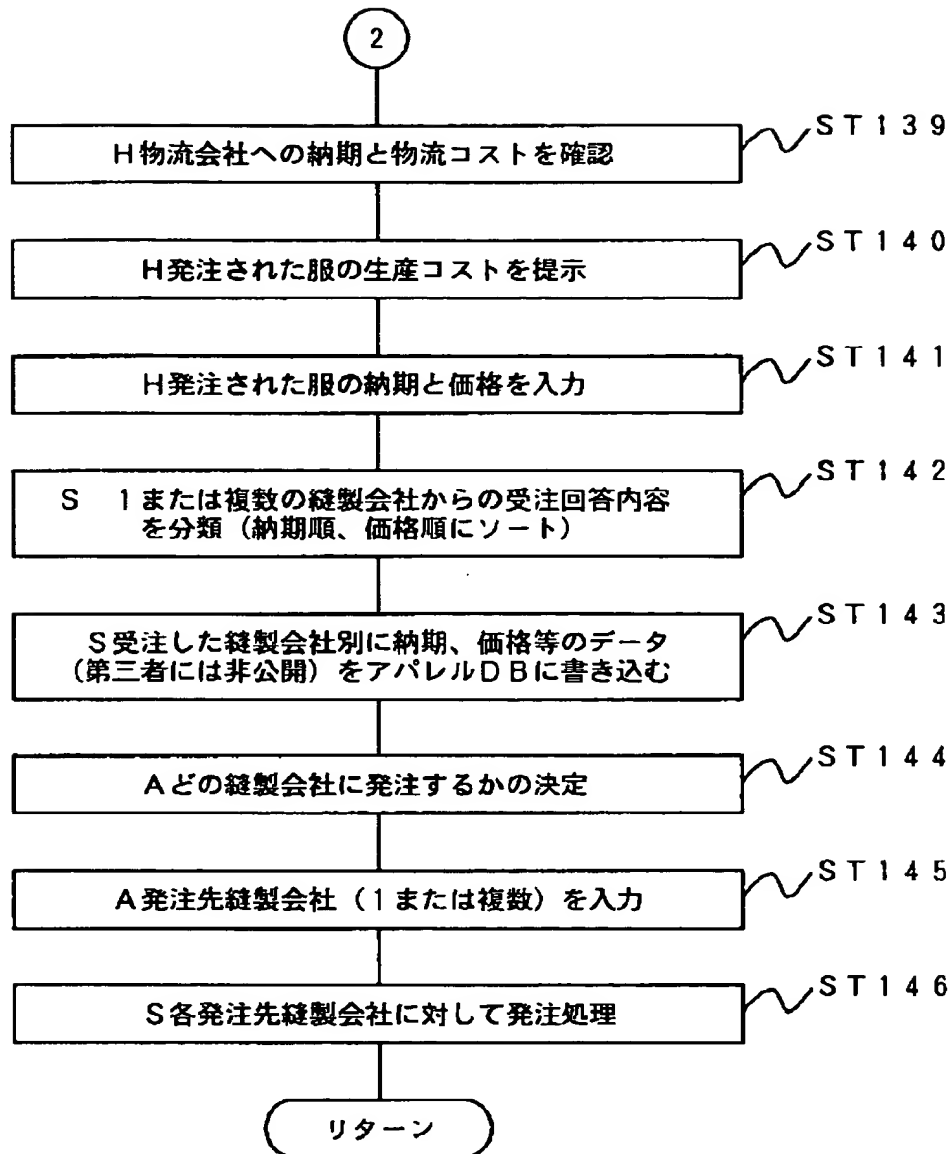 2
H物流会社への納期と物流コストを確認
ST139
H発注された服の生産コストを提示
ST140
H発注された服の納期と価格を入力
ST141
S 1または複数の縫製会社からの受注回答内容
を分類（納期順、価格順にソート）
ST142
S受注した縫製会社別に納期、価格等のデータ
（第三者には非公開）をアパレルDBに書き込む
ST143
Aどの縫製会社に発注するかの決定
ST144
A発注先縫製会社（1または複数）を入力
ST145
S各発注先縫製会社に対して発注処理
ST146
リターン